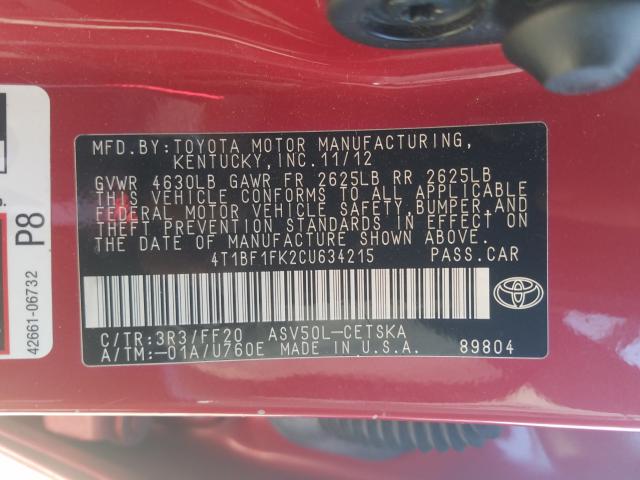 MFD. BY: TOYOTA MOTOR MANUFACTURING,
KENTUCKY, INC. 11/12
GVWR 4630LB GAWR FR 2625LB RR 2625LB
THIS VEHICLE CONFORMS TO ALL APPLICABLE
FEDERAL MOTOR VEHICLE SAFETY, BUMPER, AND
THEFT PREVENTION STANDARDS IN EFFECT ON
THE DATE OF MANUFACTURE SHOWN ABOVE.
4T1BF1FK2CU634215 PASS.CAR
C/TR:3R3/FF20 ASV50L-CETSKA
A/TM:-01A/U760E MADE IN U.S.A. 89804
P8
42661-06732